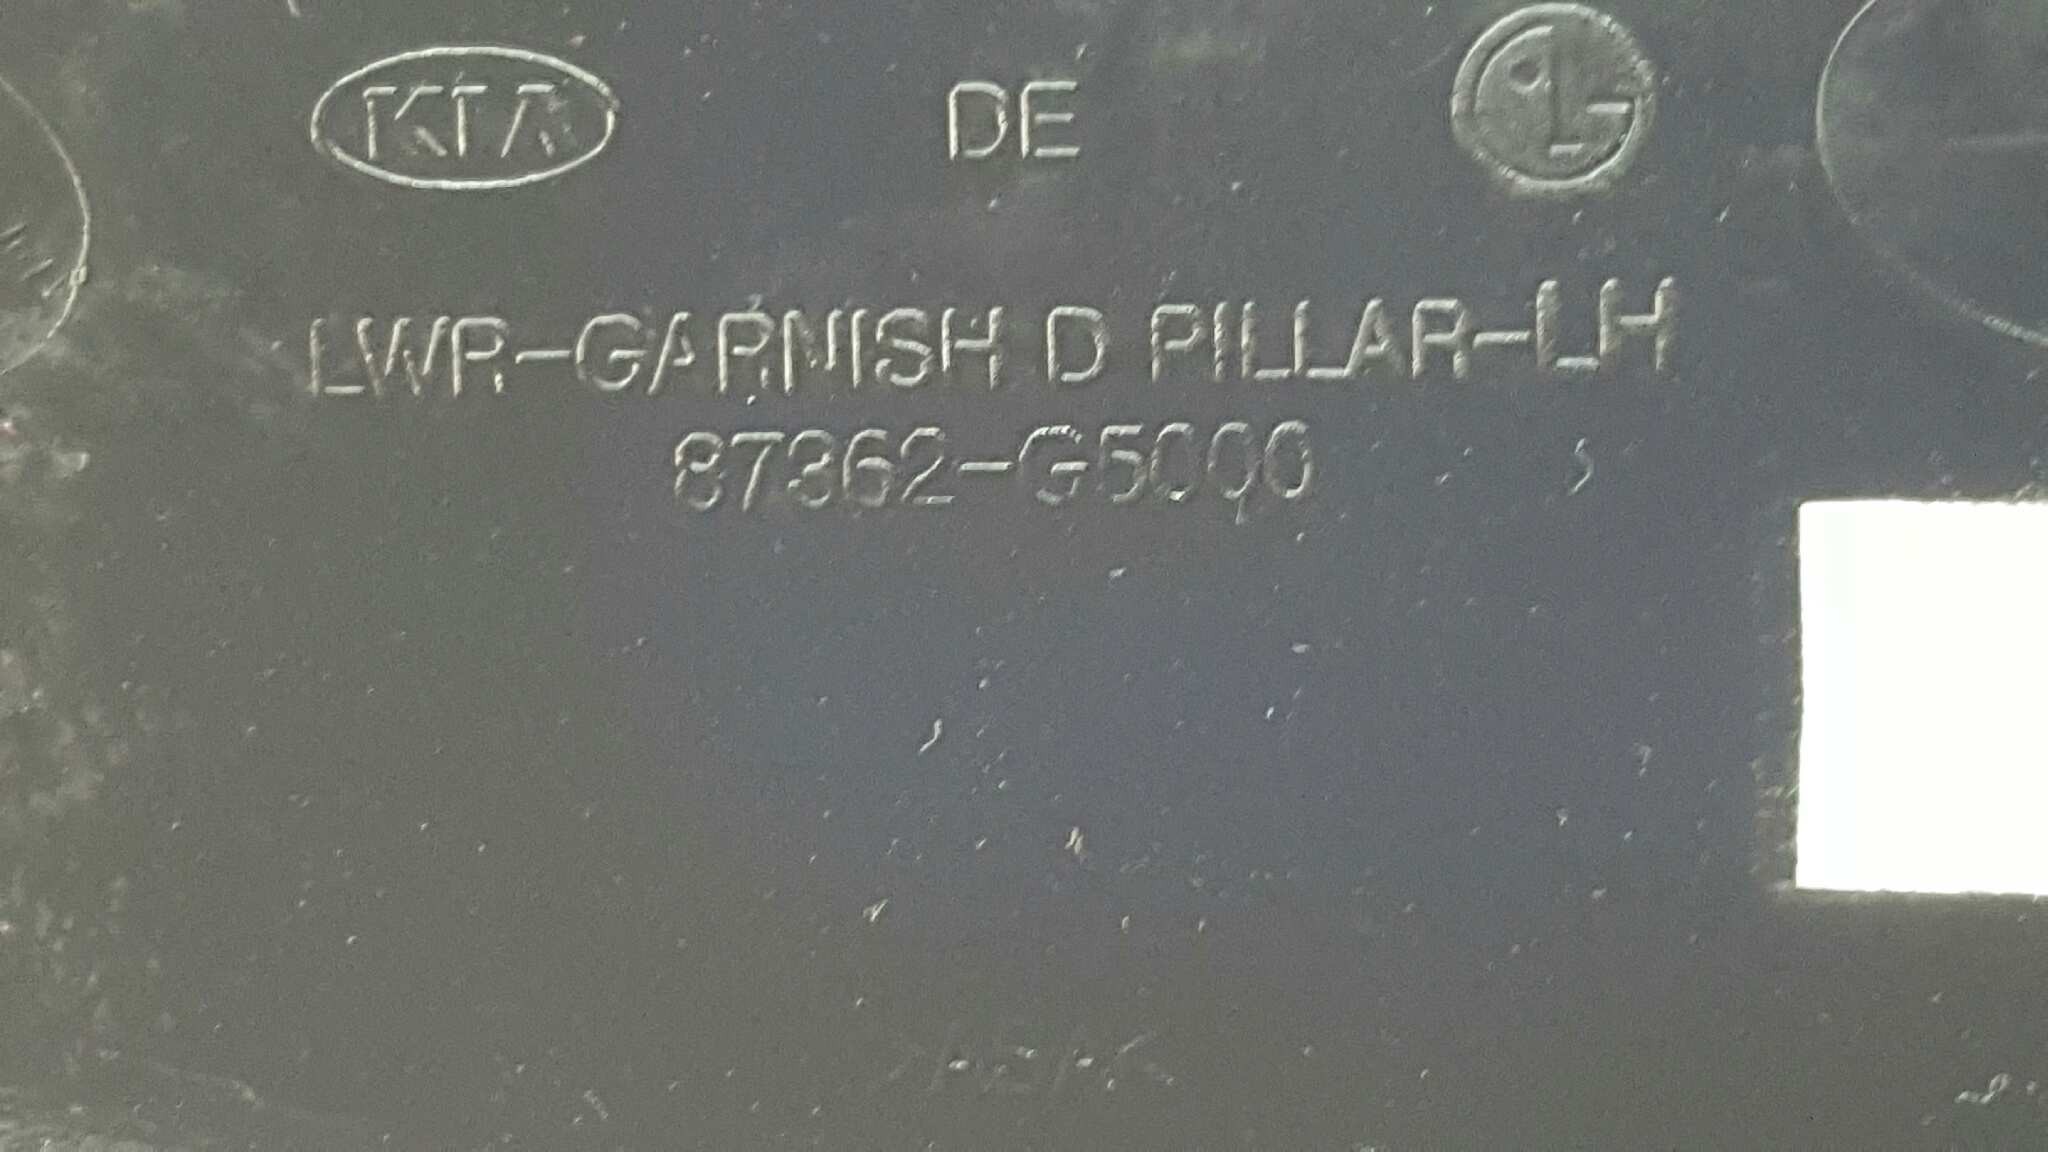 KIA DE LG
LWR-GARNISH D PILLAR-LH
87362-G5000